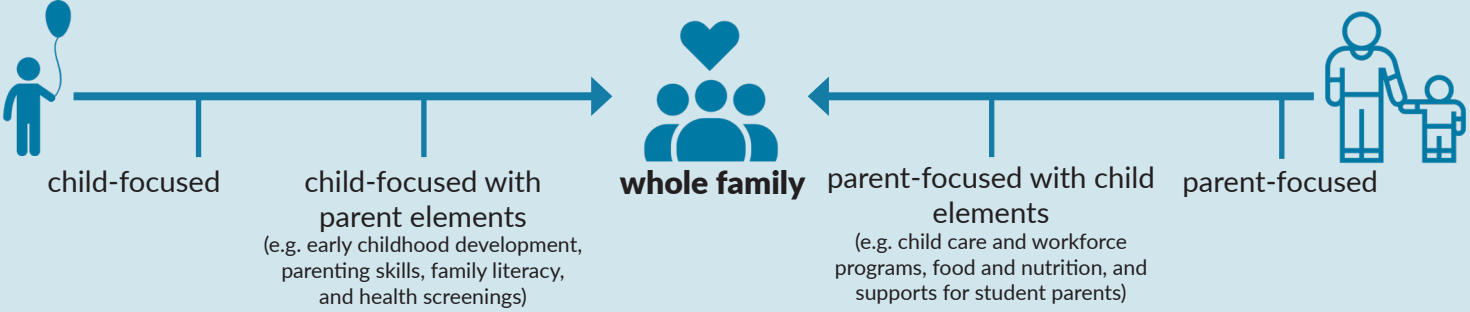 child-focused
child-focused with
parent elements
(e.g. early childhood development,
parenting skills, family literacy,
and health screenings)
whole family
parent-focused with child
elements
(e.g. child care and workforce
programs, food and nutrition, and
supports for student parents)
parent-focused